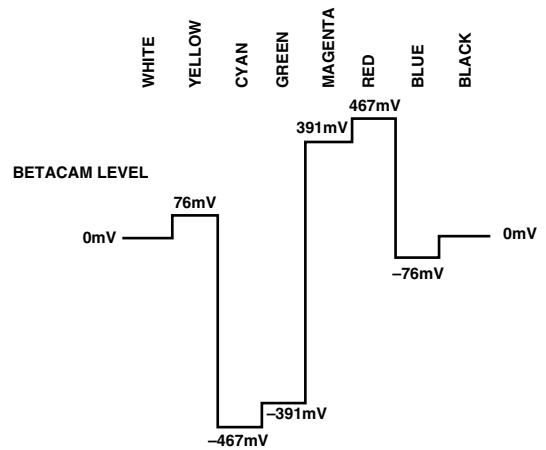 WHITE
YELLOW
CYAN
GREEN
MAGENTA
RED
BLUE
BLACK
467mV
391mV
BETACAM LEVEL
76mV
0mV
0mV
–76mV
–391mV
–467mV